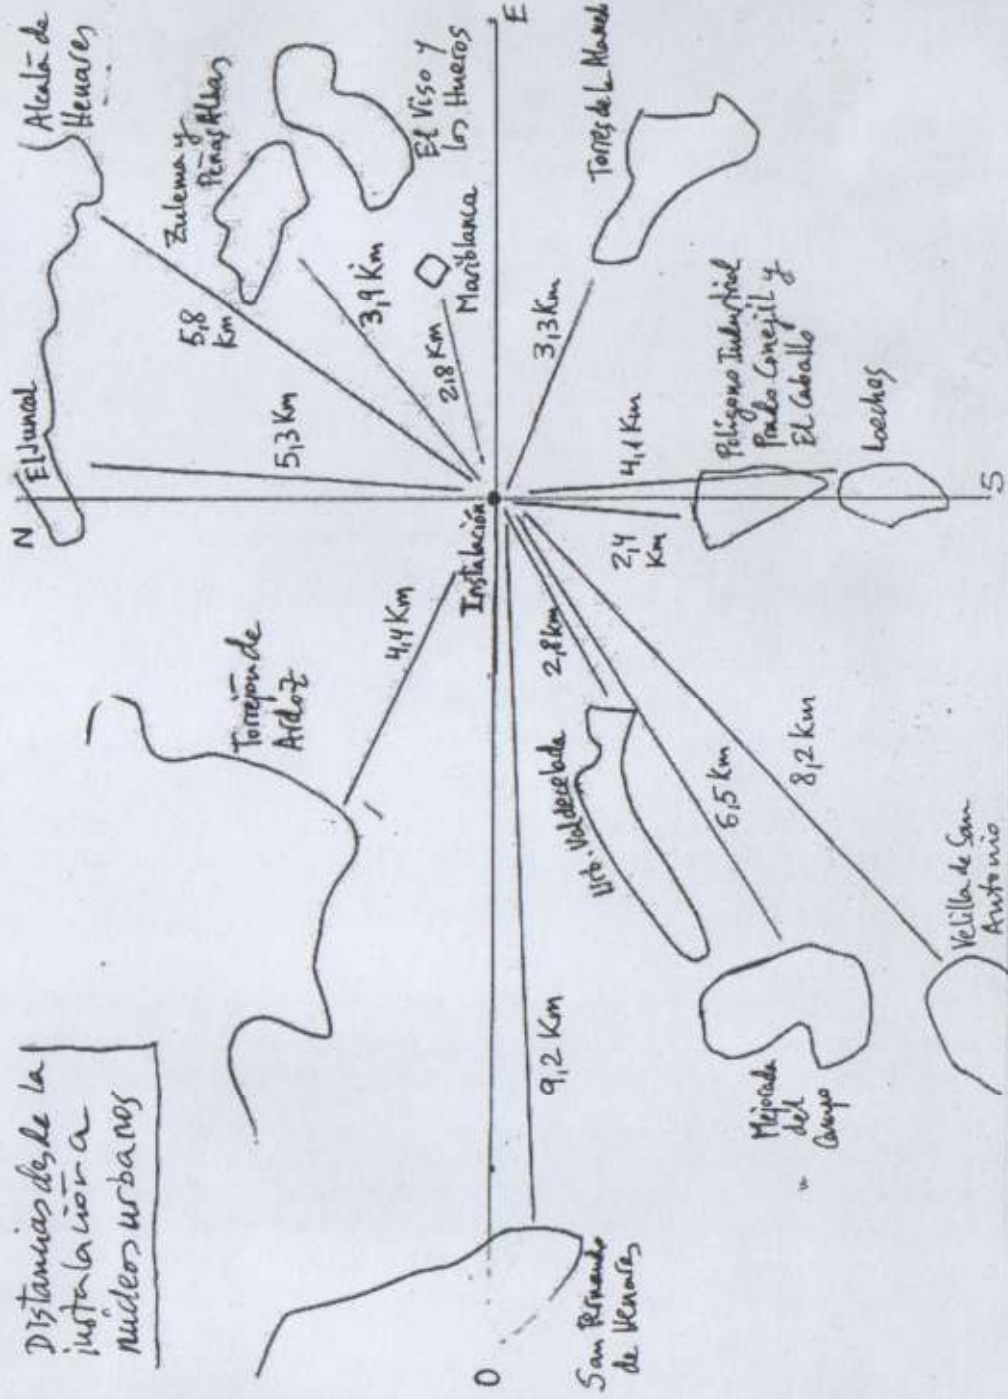 Distancias desde la
instalación a
núcleos urbanos
N
El Juncal
Alcalá de
Henares
5,3 Km
5,8
Km
Zulema y
Peñas Albas
3,9 Km
El Viso y
Los Hueros
2,8 Km
Mariblanca
Torrejón de
Ardoz
4,4 Km
Instalación
O
E
S
San Fernando
de Henares
9,2 Km
Urb. Valdecelada
2,8 Km
Mejorada
del
Campo
6,5 Km
8,2 Km
Velilla de San
Antonio
2,4
Km
4,1 Km
Polígono Industrial
Prado Concejil y
El Caballo
Loeches
3,3 Km
Torres de la